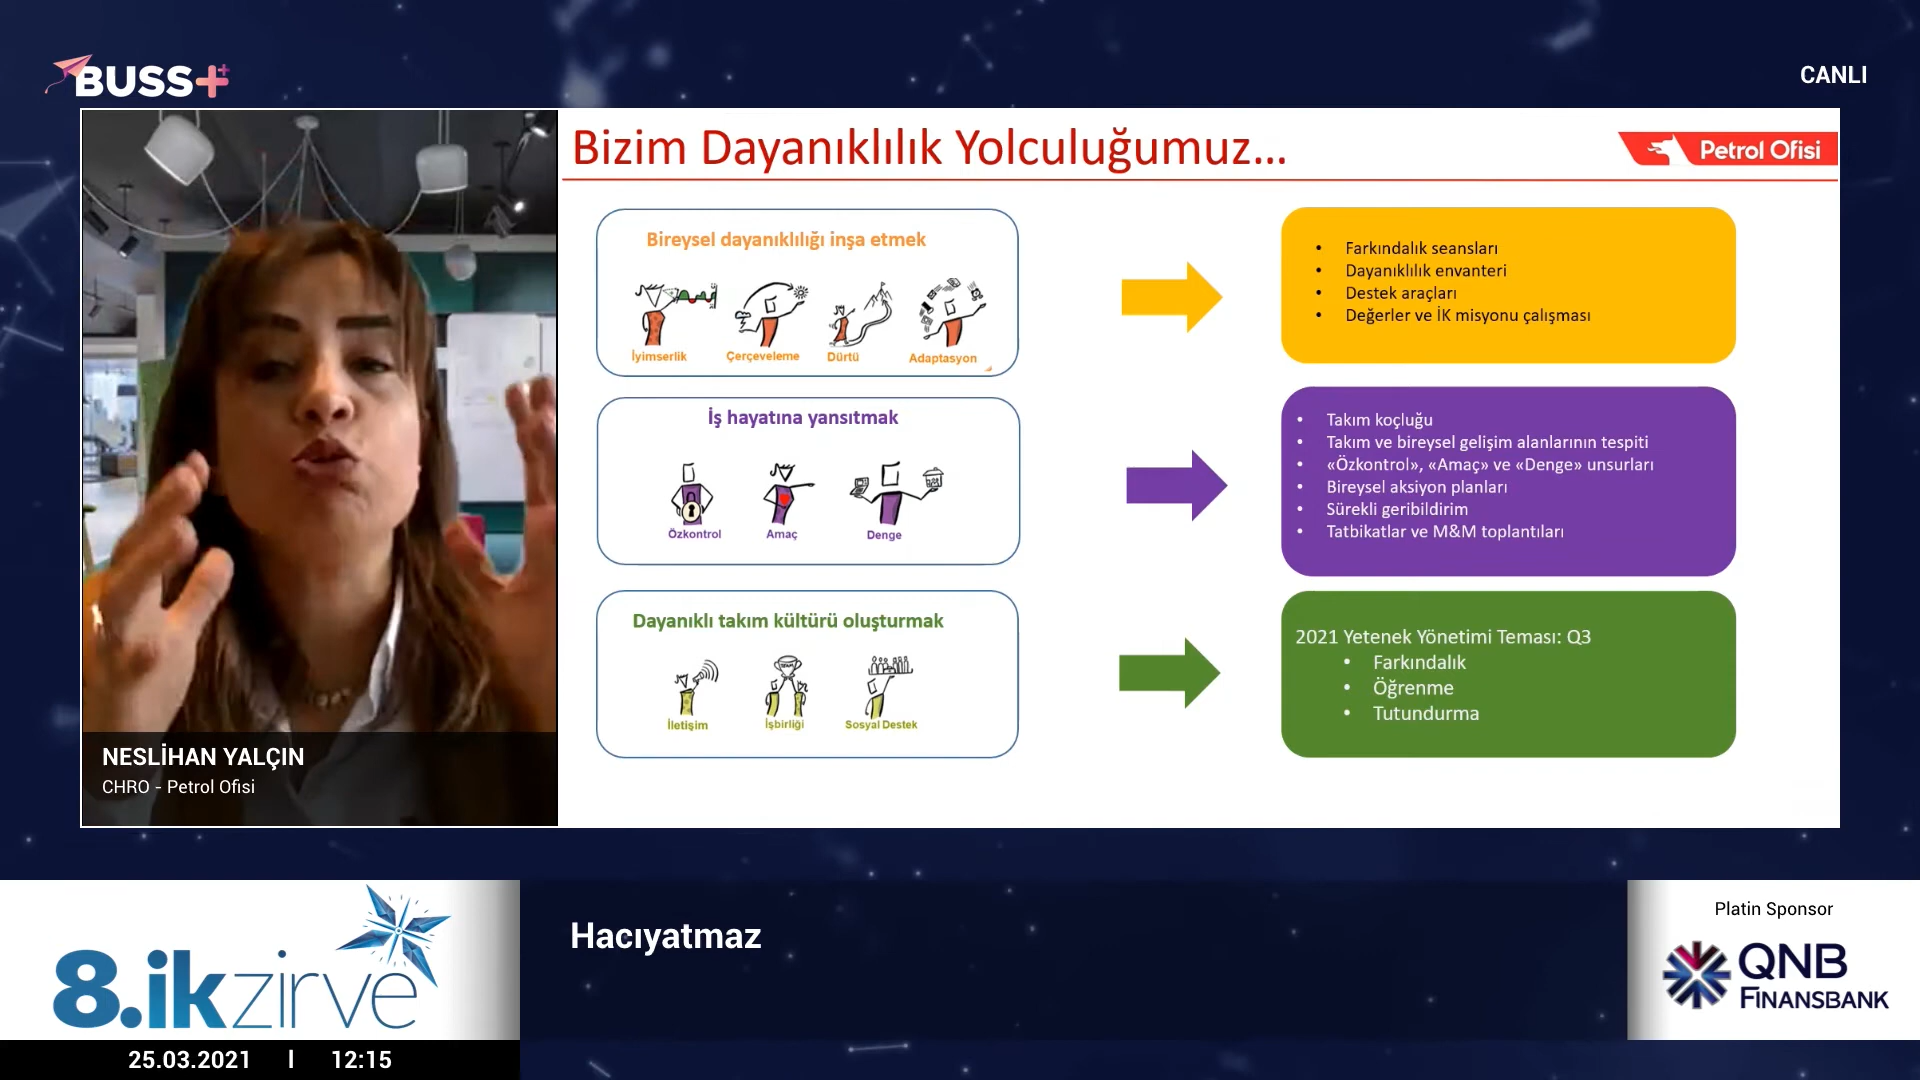 BUSS+
CANLI
Bizim Dayanıklılık Yolculuğumuz...
Petrol Ofisi
Bireysel dayanıklılığı inşa etmek
İyimserlik
Çerçeveleme
Dürtü
Adaptasyon
• Farkındalık seansları
• Dayanıklılık envanteri
• Destek araçları
• Değerler ve İK misyonu çalışması
İş hayatına yansıtmak
Özkontrol
Amaç
Denge
• Takım koçluğu
• Takım ve bireysel gelişim alanlarının tespiti
• «Özkontrol», «Amaç» ve «Denge» unsurları
• Bireysel aksiyon planları
• Sürekli geribildirim
• Tatbikatlar ve M&M toplantıları
Dayanıklı takım kültürü oluşturmak
İletişim
İşbirliği
Sosyal Destek
2021 Yetenek Yönetimi Teması: Q3
• Farkındalık
• Öğrenme
• Tutundurma
NESLİHAN YALÇIN
CHRO - Petrol Ofisi
8.ikzirve
25.03.2021 | 12:15
Hacıyatmaz
Platin Sponsor
QNB
FINANSBANK